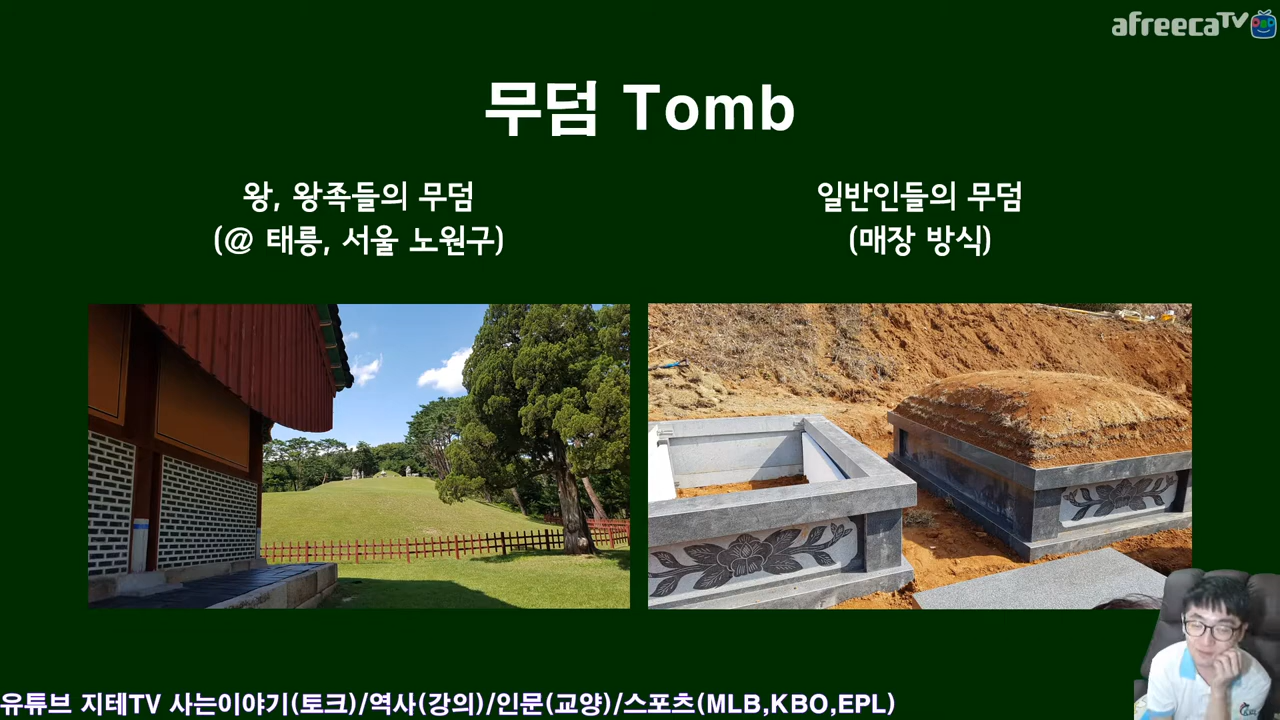 afreecaTV
무덤 Tomb
왕, 왕족들의 무덤
(@ 태릉, 서울 노원구)
일반인들의 무덤
(매장 방식)
유튜브 지테TV 사는이야기(토크)/역사(강의)/인문(교양)/스포츠(MLB,KBO,EPL)